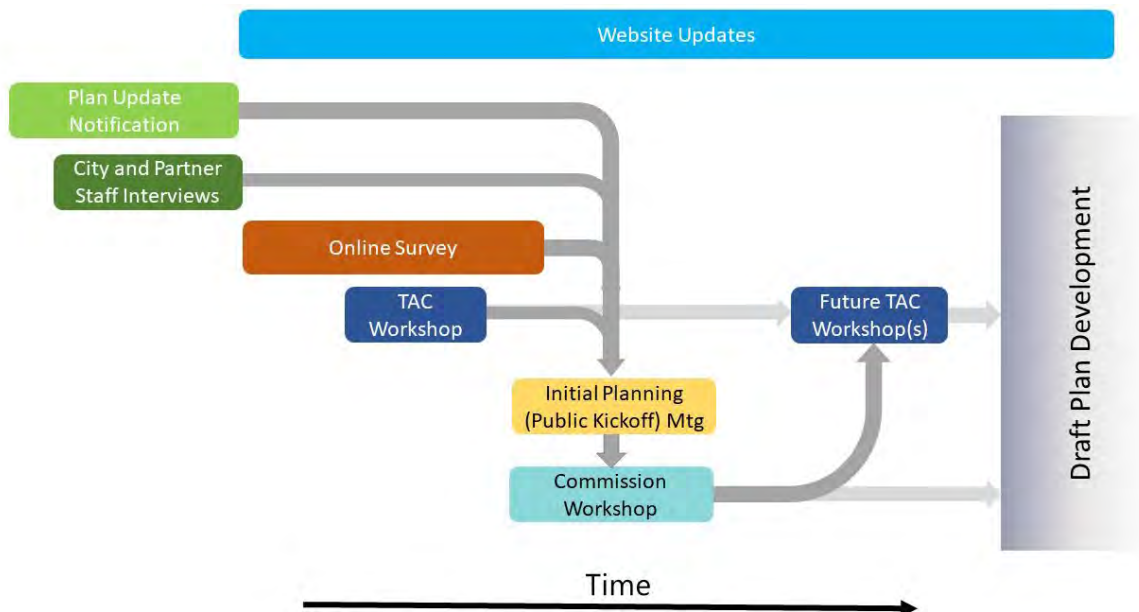 Website Updates
Plan Update
Notification
City and Partner
Staff Interviews
Online Survey
TAC
Workshop
Future TAC
Workshop(s)
Initial Planning
(Public Kickoff) Mtg
Commission
Workshop
Draft Plan Development
Time